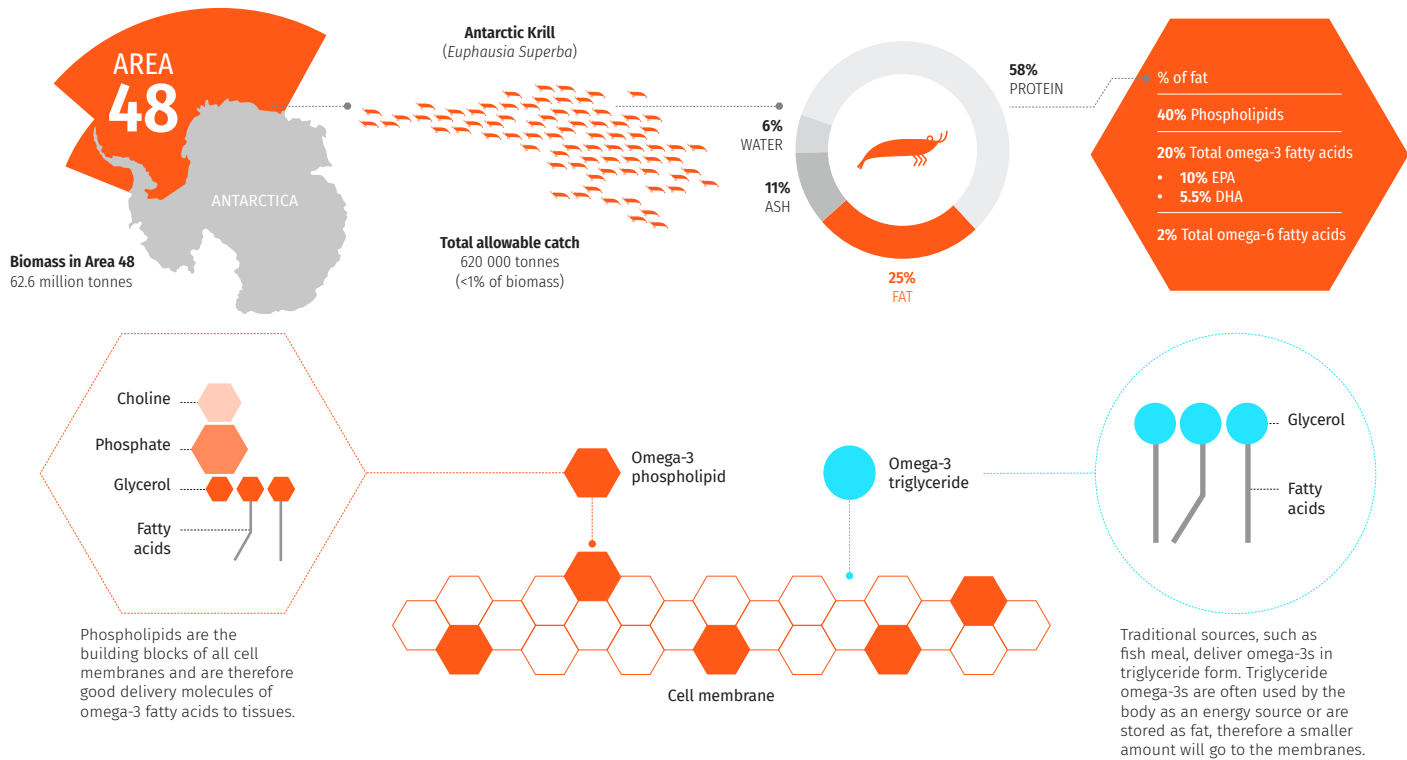 AREA
48
ANTARCTICA
Biomass in Area 48
62.6 million tonnes
Antarctic Krill
(Euphausia Superba)
Total allowable catch
620 000 tonnes
(<1% of biomass)
58%
PROTEIN
6%
WATER
11%
ASH
25%
FAT
% of fat
40% Phospholipids
20% Total omega-3 fatty acids
• 10% EPA
• 5.5% DHA
2% Total omega-6 fatty acids
Choline
Phosphate
Glycerol
Fatty
acids
Phospholipids are the
building blocks of all cell
membranes and are therefore
good delivery molecules of
omega-3 fatty acids to tissues.
Omega-3
phospholipid
Omega-3
triglyceride
Cell membrane
Glycerol
Fatty
acids
Traditional sources, such as
fish meal, deliver omega-3s in
triglyceride form. Triglyceride
omega-3s are often used by the
body as an energy source or are
stored as fat, therefore a smaller
amount will go to the membranes.